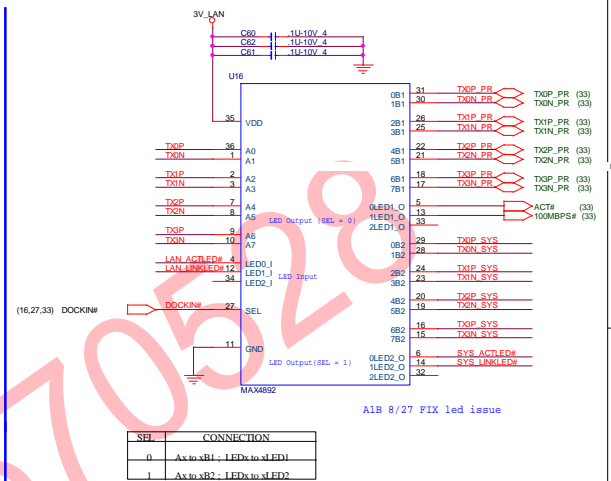 3V_LAN
C60 .1U-10V_4
C62 .1U-10V_4
C61 .1U-10V_4
U16
35 VDD
TX0P 36 A0
TX0N 1 A1
TX1P 2 A2
TX1N 3 A3
TX2P 7 A4
TX2N 8 A5
TX3P 9 A6
TX3N 10 A7
LAN_ACTLED# 4 LED0_I
LAN_LINKLED# 12 LED1_I
34 LED2_I
(16,27,33) DOCKIN# DOCKIN# 27 SEL
11 GND
LED Output (SEL = 0)
LED Input
LED Output(SEL = 1)
0B1 31 TX0P_PR TX0P_PR (33)
1B1 30 TX0N_PR TX0N_PR (33)
2B1 26 TX1P_PR TX1P_PR (33)
3B1 25 TX1N_PR TX1N_PR (33)
4B1 22 TX2P_PR TX2P_PR (33)
5B1 21 TX2N_PR TX2N_PR (33)
6B1 18 TX3P_PR TX3P_PR (33)
7B1 17 TX3N_PR TX3N_PR (33)
0LED1_O 5 ACT# (33)
1LED1_O 13 100MBPS# (33)
2LED1_O 33
0B2 29 TX0P_SYS
1B2 28 TX0N_SYS
2B2 24 TX1P_SYS
3B2 23 TX1N_SYS
4B2 20 TX2P_SYS
5B2 19 TX2N_SYS
6B2 16 TX3P_SYS
7B2 15 TX3N_SYS
0LED2_O 6 SYS_ACTLED#
1LED2_O 14 SYS_LINKLED#
2LED2_O 32
MAX4892
A1B 8/27 FIX led issue
SEL CONNECTION
0 Ax to xB1 ; LEDx to xLED1
1 Ax to xB2 ; LEDx to xLED2
70528